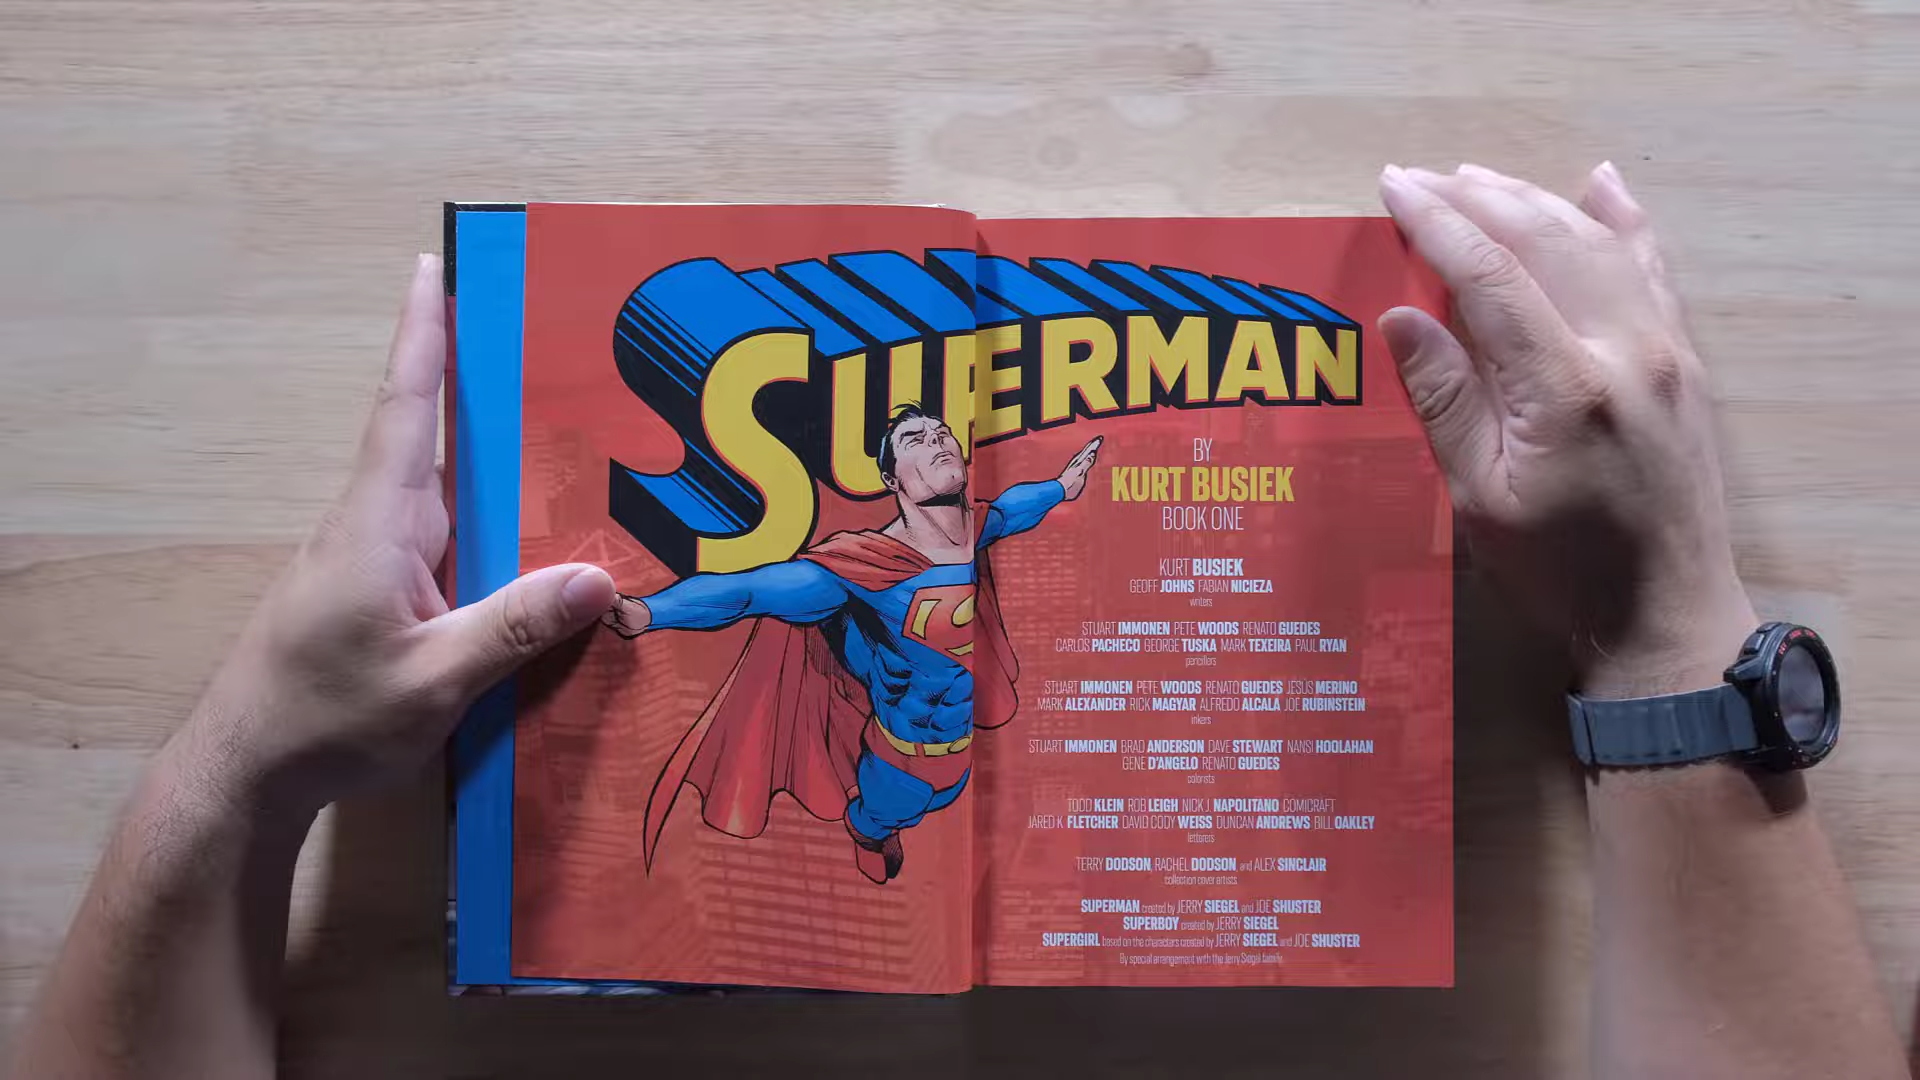 SUPERMAN
BY
KURT BUSIEK
BOOK ONE
KURT BUSIEK
GEOFF JOHNS FABIAN NICIEZA
writers
STUART IMMONEN PETE WOODS RENATO GUEDES
CARLOS PACHECO GEORGE TUSKA MARK TEXEIRA PAUL RYAN
pencillers
STUART IMMONEN PETE WOODS RENATO GUEDES JESÚS MERINO
MARK ALEXANDER RICK MAGYAR ALFREDO ALCALA JOE RUBINSTEIN
inkers
STUART IMMONEN BRAD ANDERSON DAVE STEWART NANSI HOOLAHAN
GENE D'ANGELO RENATO GUEDES
colorists
TODD KLEIN ROB LEIGH NICK J. NAPOLITANO COMICRAFT
JARED K. FLETCHER DAVID CODY WEISS DUNCAN ANDREWS BILL OAKLEY
letterers
TERRY DODSON, RACHEL DODSON, and ALEX SINCLAIR
collection cover artists
SUPERMAN created by JERRY SIEGEL and JOE SHUSTER
SUPERBOY created by JERRY SIEGEL
SUPERGIRL based on the characters created by JERRY SIEGEL and JOE SHUSTER
By special arrangement with the Jerry Siegel family